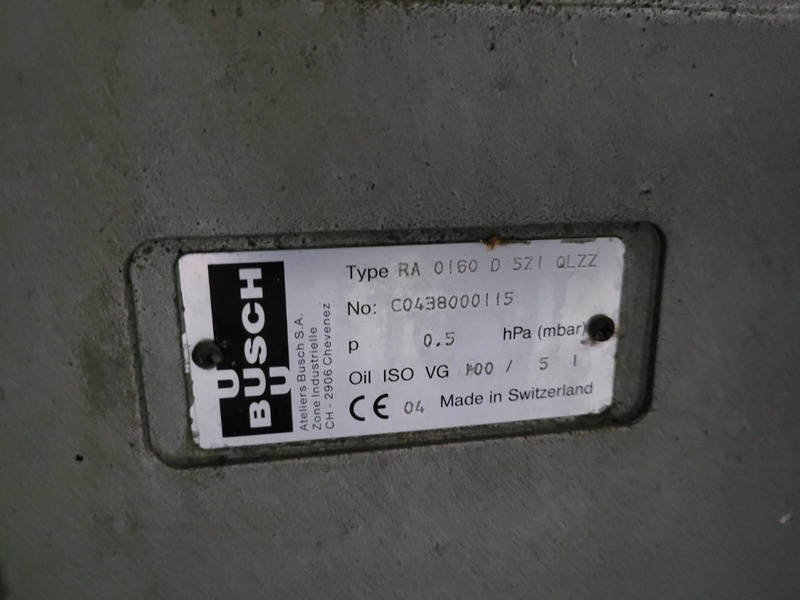 BUSCH
Ateliers Busch S.A.
Zone Industrielle
CH - 2906 Chevenez
Type RA 0160 D 5Z1 QLZZ
No: C0438000115
p 0.5 hPa (mbar)
Oil ISO VG 100 / 5 l
CE 04 Made in Switzerland